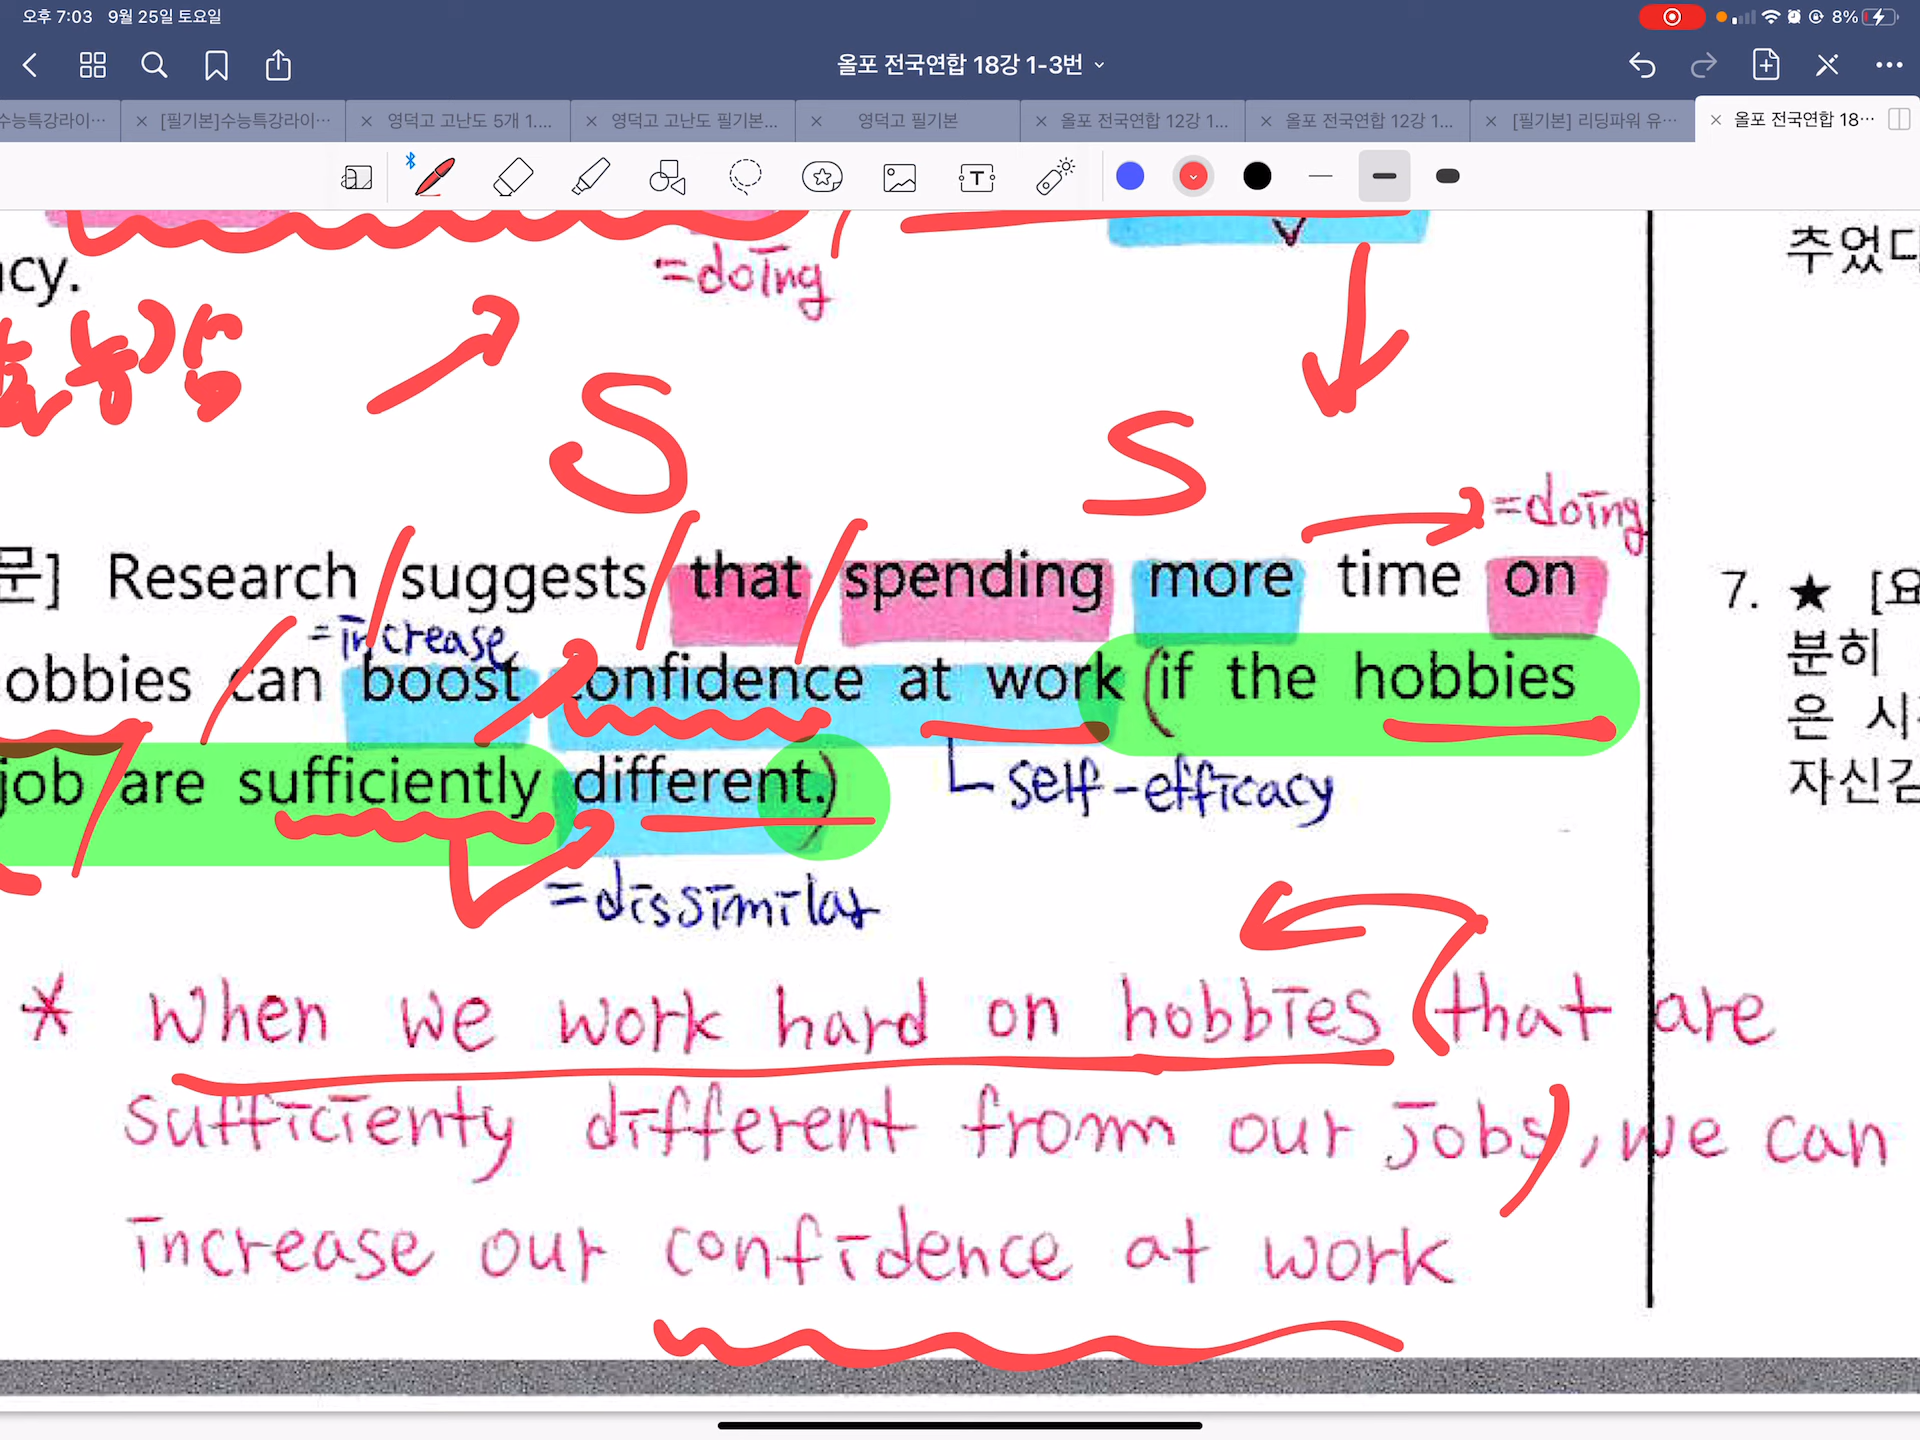 오후 7:03 9월 25일 토요일
8%
올포 전국연합 18강 1-3번
수능특강라이…
[필기본]수능특강라이…
영덕고 고난도 5개 1....
영덕고 고난도 필기본...
영덕고 필기본
올포 전국연합 12강 1...
올포 전국연합 12강 1...
[필기본] 리딩파워 유…
올포 전국연합 18…
cy.
=doing
S S
=doing
문] Research suggests that spending more time on
=increase
obbies can boost confidence at work (if the hobbies
job are sufficiently different.)
self-efficacy
=dissimilar
* When we work hard on hobbies (that are
sufficienty different fromm our jobs), we can
increase our confidence at work
추었다
7. ★ [요
분히
은 시
자신감